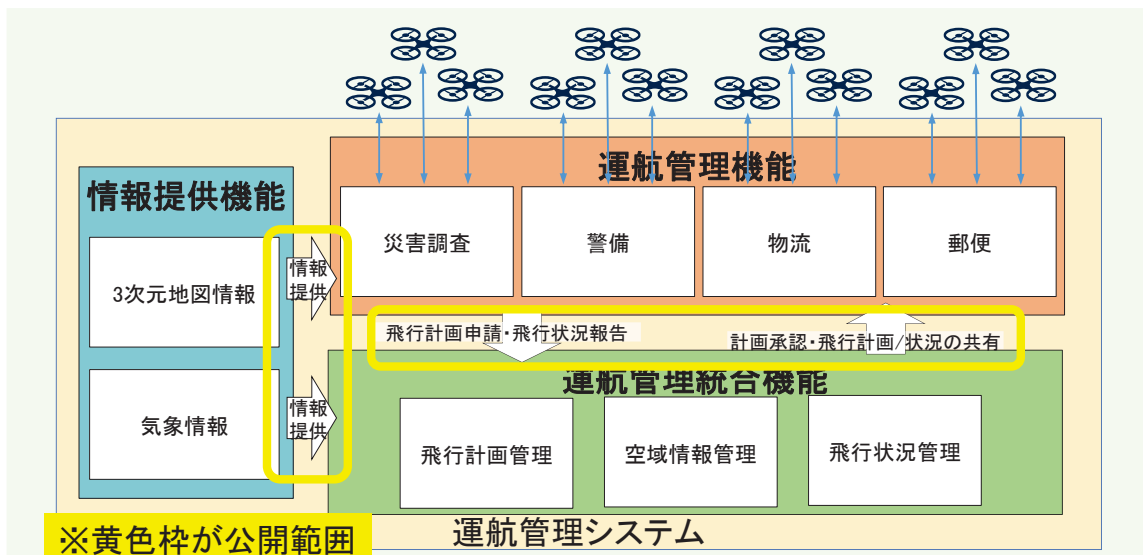 運航管理機能
情報提供機能
災害調査
警備
物流
郵便
3次元地図情報
情報
提供
飛行計画申請・飛行状況報告
計画承認・飛行計画/状況の共有
運航管理統合機能
気象情報
情報
提供
飛行計画管理
空域情報管理
飛行状況管理
※黄色枠が公開範囲
運航管理システム